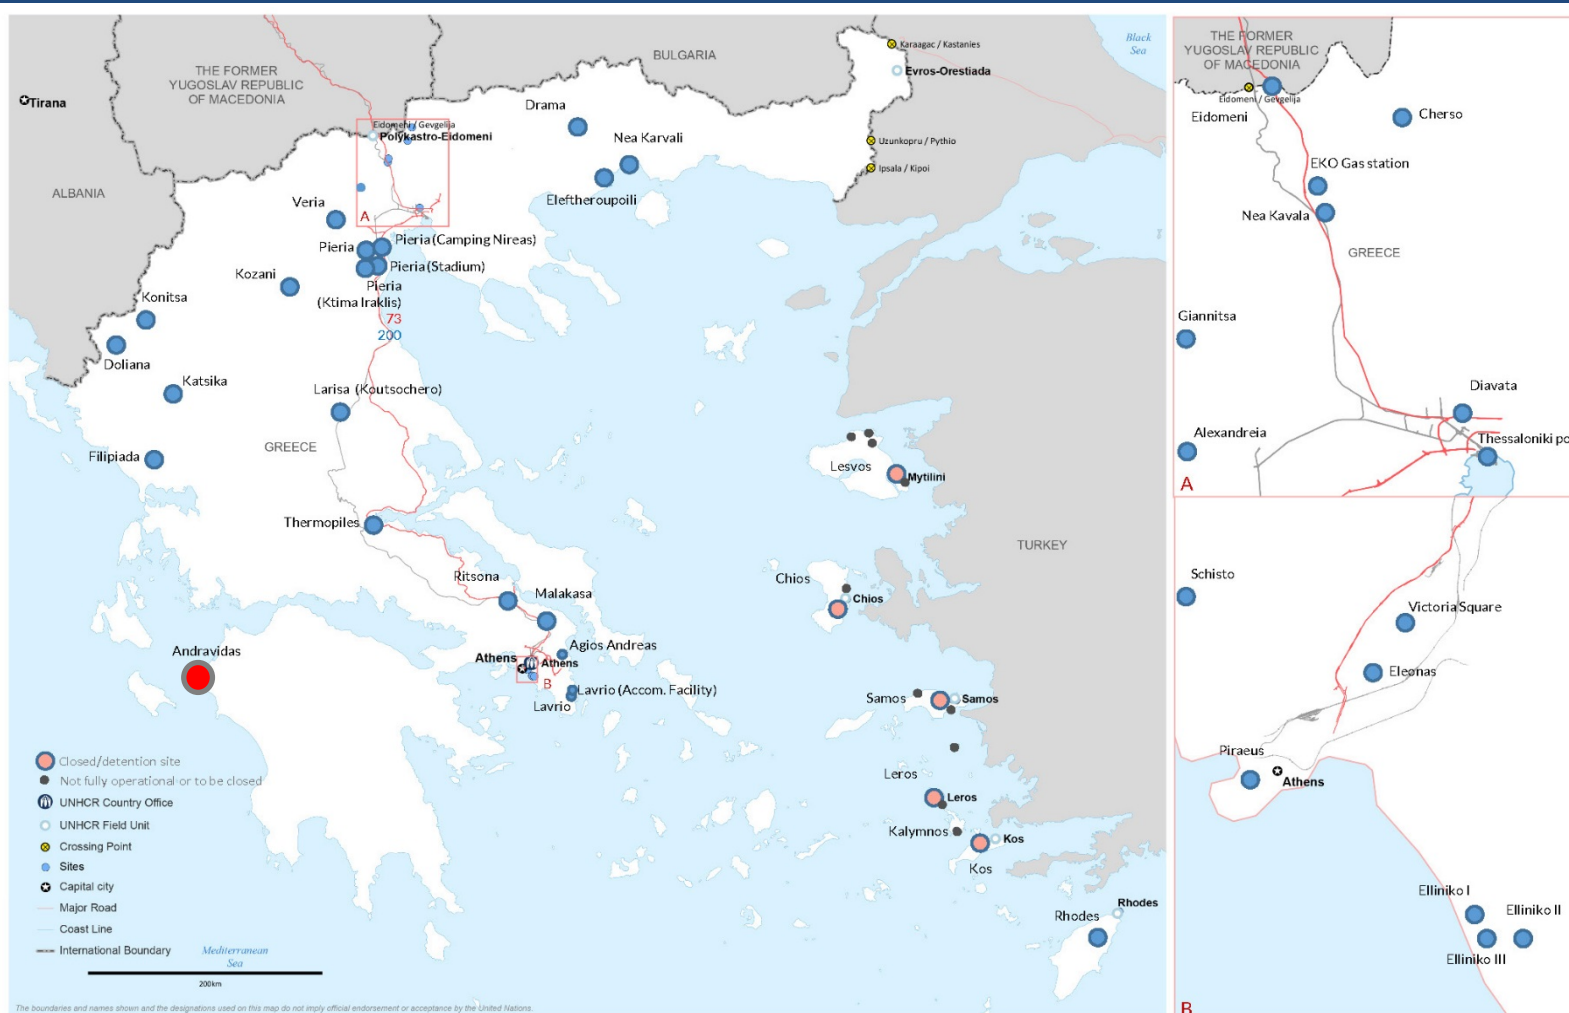 THE FORMER
YUGOSLAV REPUBLIC
OF MACEDONIA
BULGARIA
Black
Sea
Karaagac / Kastanies
Evros-Orestiada
Tirana
Drama
Eidomeni / Gevgelija
Polykastro-Eidomeni
Nea Karvali
Uzunkopru / Pythio
Ipsala / Kipoi
ALBANIA
Eleftheroupoili
Veria
A
Pieria
Pieria (Camping Nireas)
Pieria (Stadium)
Kozani
Pieria
(Ktima Iraklis)
73
200
Konitsa
Doliana
Katsika
Larisa (Koutsochero)
GREECE
Filipiada
Lesvos
Mytilini
Thermopiles
TURKEY
Ritsona
Malakasa
Chios
Chios
Andravidas
Agios Andreas
Athens
Athens
B
Lavrio (Accom. Facility)
Lavrio
Samos
Samos
Leros
Leros
Kalymnos
Kos
Kos
Rhodes
Rhodes
Closed/detention site
Not fully operational or to be closed
UNHCR Country Office
UNHCR Field Unit
Crossing Point
Sites
Capital city
Major Road
Coast Line
International Boundary
Mediterranean
Sea
200km
The boundaries and names shown and the designations used on this map do not imply official endorsement or acceptance by the United Nations.
THE FORMER
YUGOSLAV REPUBLIC
OF MACEDONIA
Eidomeni / Gevgelija
Eidomeni
Cherso
EKO Gas station
Nea Kavala
GREECE
Giannitsa
Diavata
Alexandreia
Thessaloniki po
A
Schisto
Victoria Square
Eleonas
Piraeus
Athens
Elliniko I
Elliniko II
Elliniko III
B